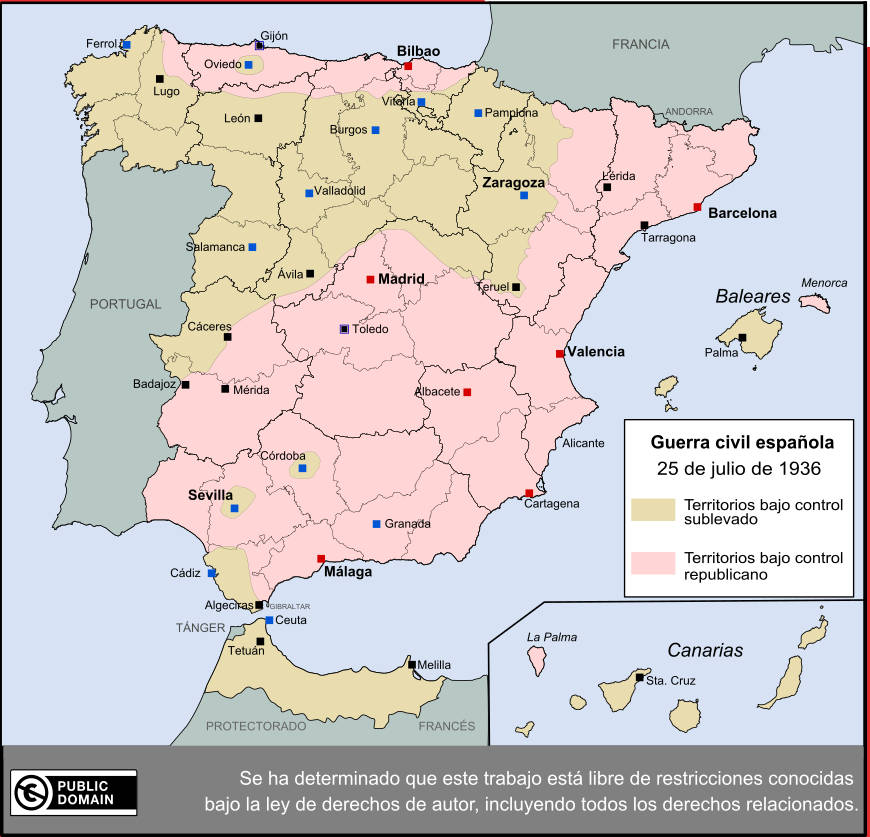 Gijón
Ferrol
FRANCIA
Bilbao
Oviedo
Lugo
Vitoria
ANDORRA
León
Burgos
Pamplona
Zaragoza
Lérida
Valladolid
Barcelona
Tarragona
Salamanca
Ávila
Madrid
Teruel
Menorca
Baleares
PORTUGAL
Cáceres
Toledo
Palma
Valencia
Badajoz
Mérida
Albacete
Alicante
Córdoba
Sevilla
Cartagena
Granada
Cádiz
Málaga
Algeciras
GIBRALTAR
Ceuta
TÁNGER
Tetuán
Melilla
PROTECTORADO
FRANCÉS
Guerra civil española
25 de julio de 1936
Territorios bajo control
sublevado
Territorios bajo control
republicano
La Palma
Canarias
Sta. Cruz
PUBLIC
DOMAIN
Se ha determinado que este trabajo está libre de restricciones conocidas
bajo la ley de derechos de autor, incluyendo todos los derechos relacionados.